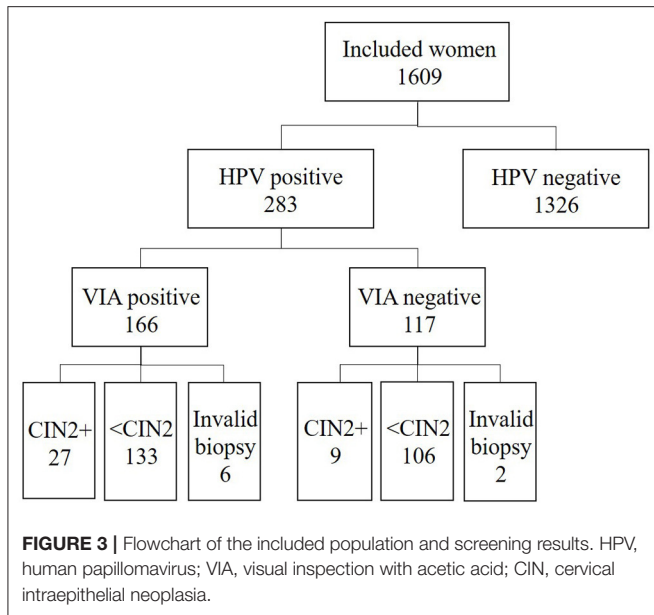 Included women
1609
HPV positive
283
HPV negative
1326
VIA positive
166
VIA negative
117
CIN2+
27
<CIN2
133
Invalid
biopsy
6
CIN2+
9
<CIN2
106
Invalid
biopsy
2
FIGURE 3 | Flowchart of the included population and screening results. HPV,
human papillomavirus; VIA, visual inspection with acetic acid; CIN, cervical
intraepithelial neoplasia.